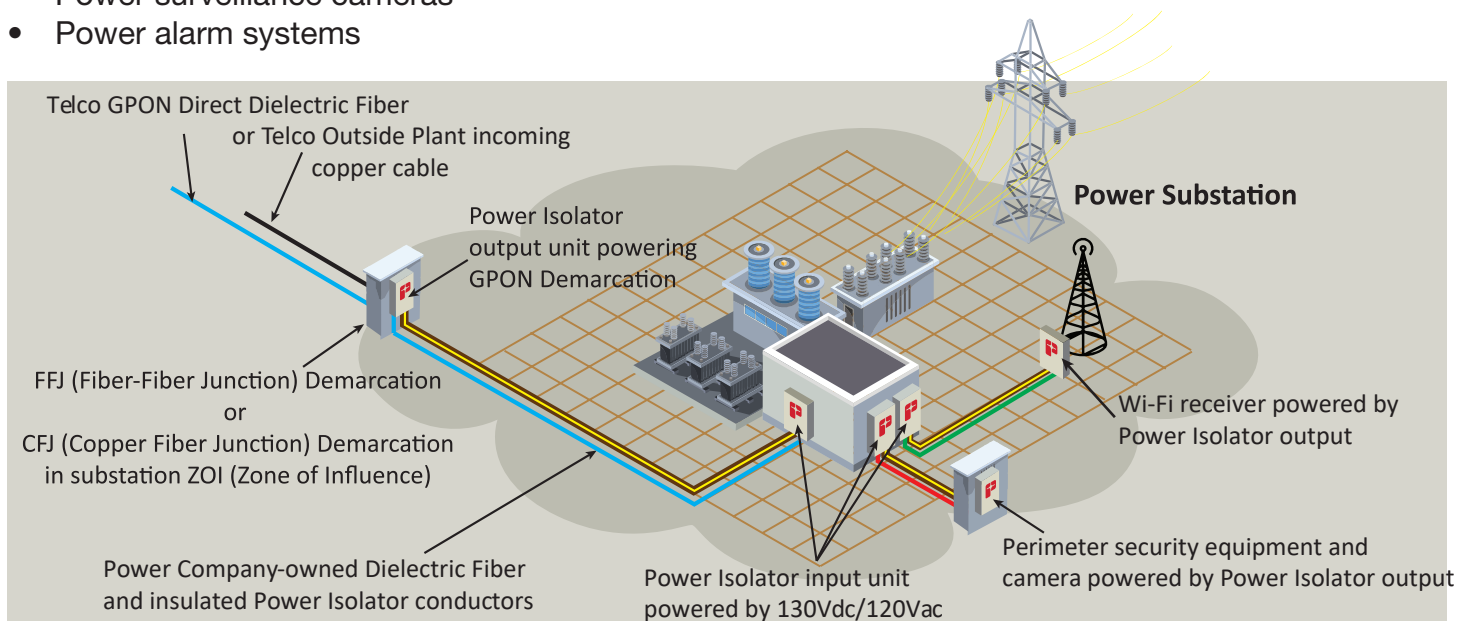 Power surveillance cameras
• Power alarm systems
Telco GPON Direct Dielectric Fiber
or Telco Outside Plant incoming
copper cable
Power Isolator
output unit powering
GPON Demarcation
Power Substation
FFJ (Fiber-Fiber Junction) Demarcation
or
CFJ (Copper Fiber Junction) Demarcation
in substation ZOI (Zone of Influence)
Wi-Fi receiver powered by
Power Isolator output
Power Company-owned Dielectric Fiber
and insulated Power Isolator conductors
Power Isolator input unit
powered by 130Vdc/120Vac
Perimeter security equipment and
camera powered by Power Isolator output